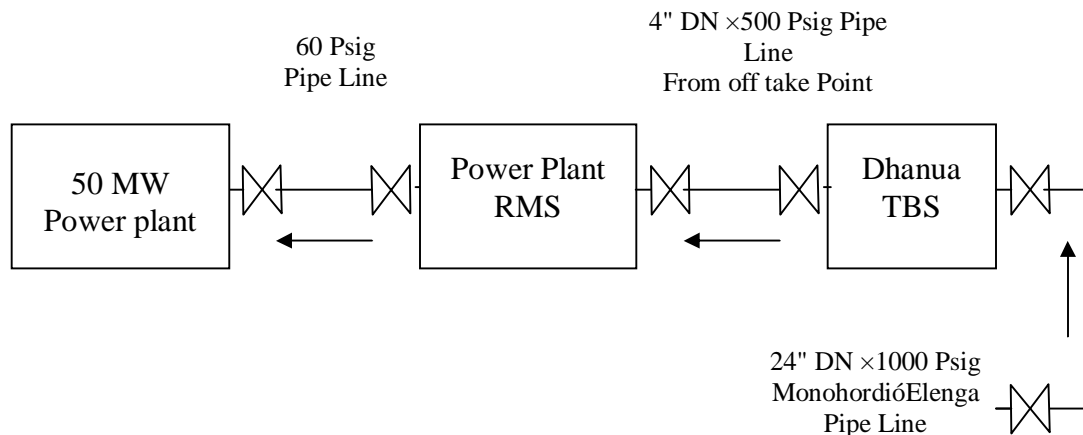 60 Psig
Pipe Line
4" DN ×500 Psig Pipe
Line
From off take Point
50 MW
Power plant
Power Plant
RMS
Dhanua
TBS
24" DN ×1000 Psig
MonohordióElenga
Pipe Line